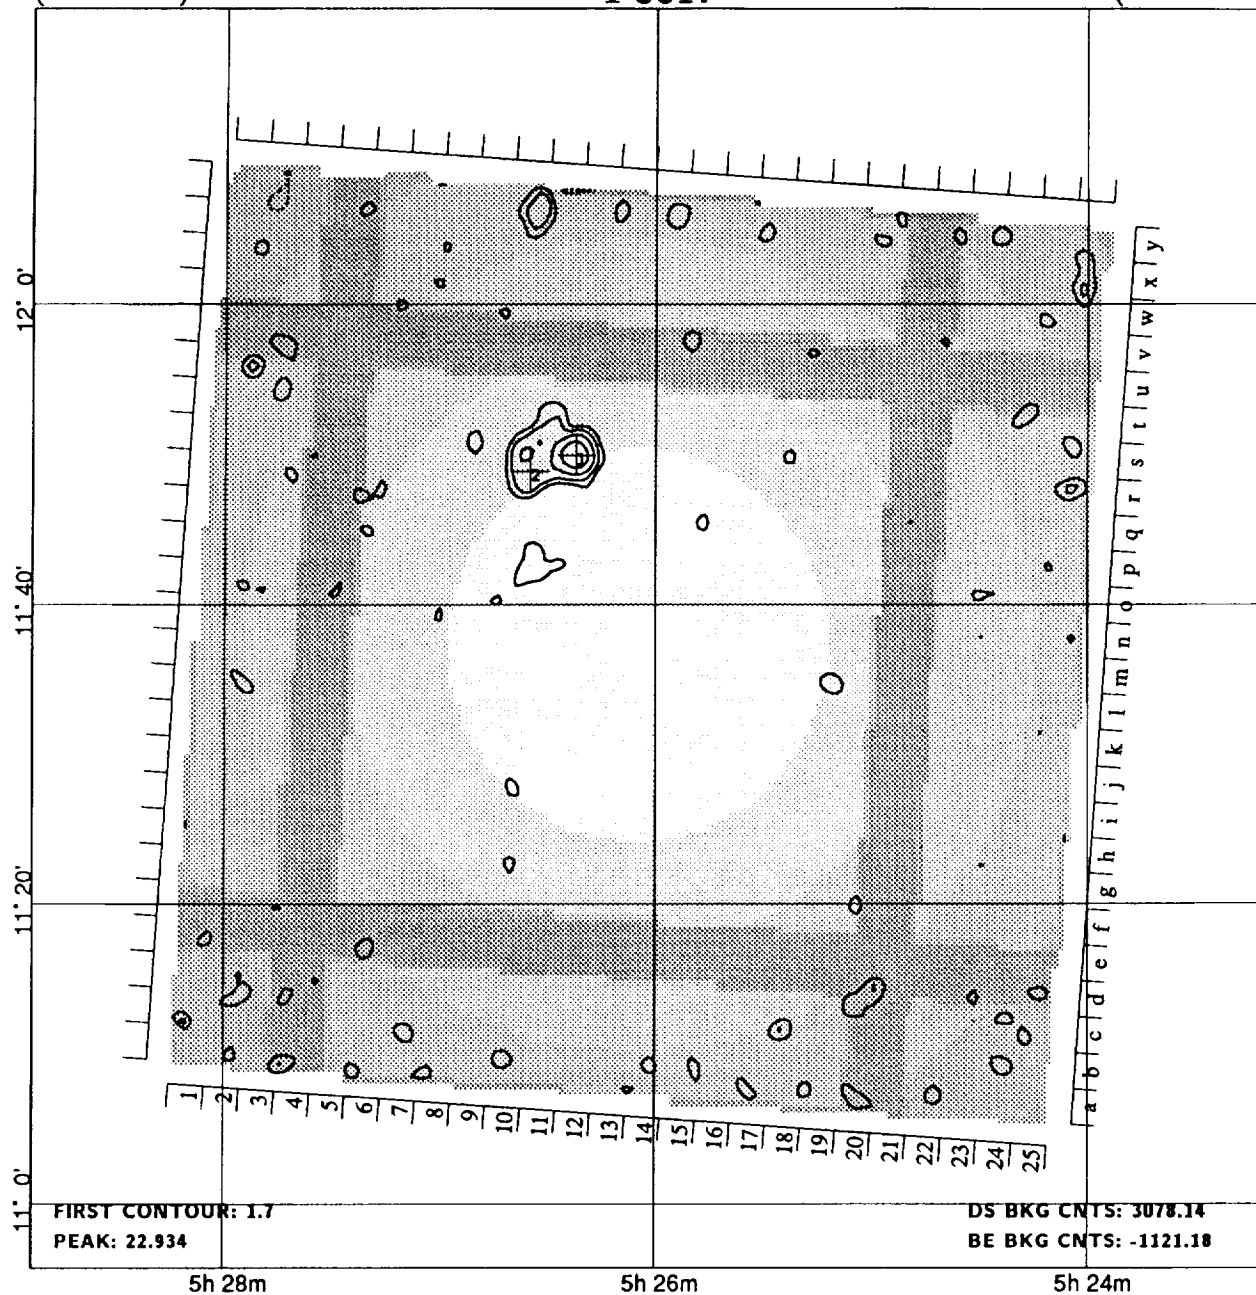 12° 0'
11° 40'
11° 20'
11° 0'
y
x
w
v
u
t
s
r
q
p
o
n
m
l
k
j
i
h
g
f
e
d
c
b
a
1 2 3 4 5 6 7 8 9 10 11 12 13 14 15 16 17 18 19 20 21 22 23 24 25
FIRST CONTOUR: 1.7
PEAK: 22.934
DS BKG CNTS: 3078.14
BE BKG CNTS: -1121.18
5h 28m 5h 26m 5h 24m